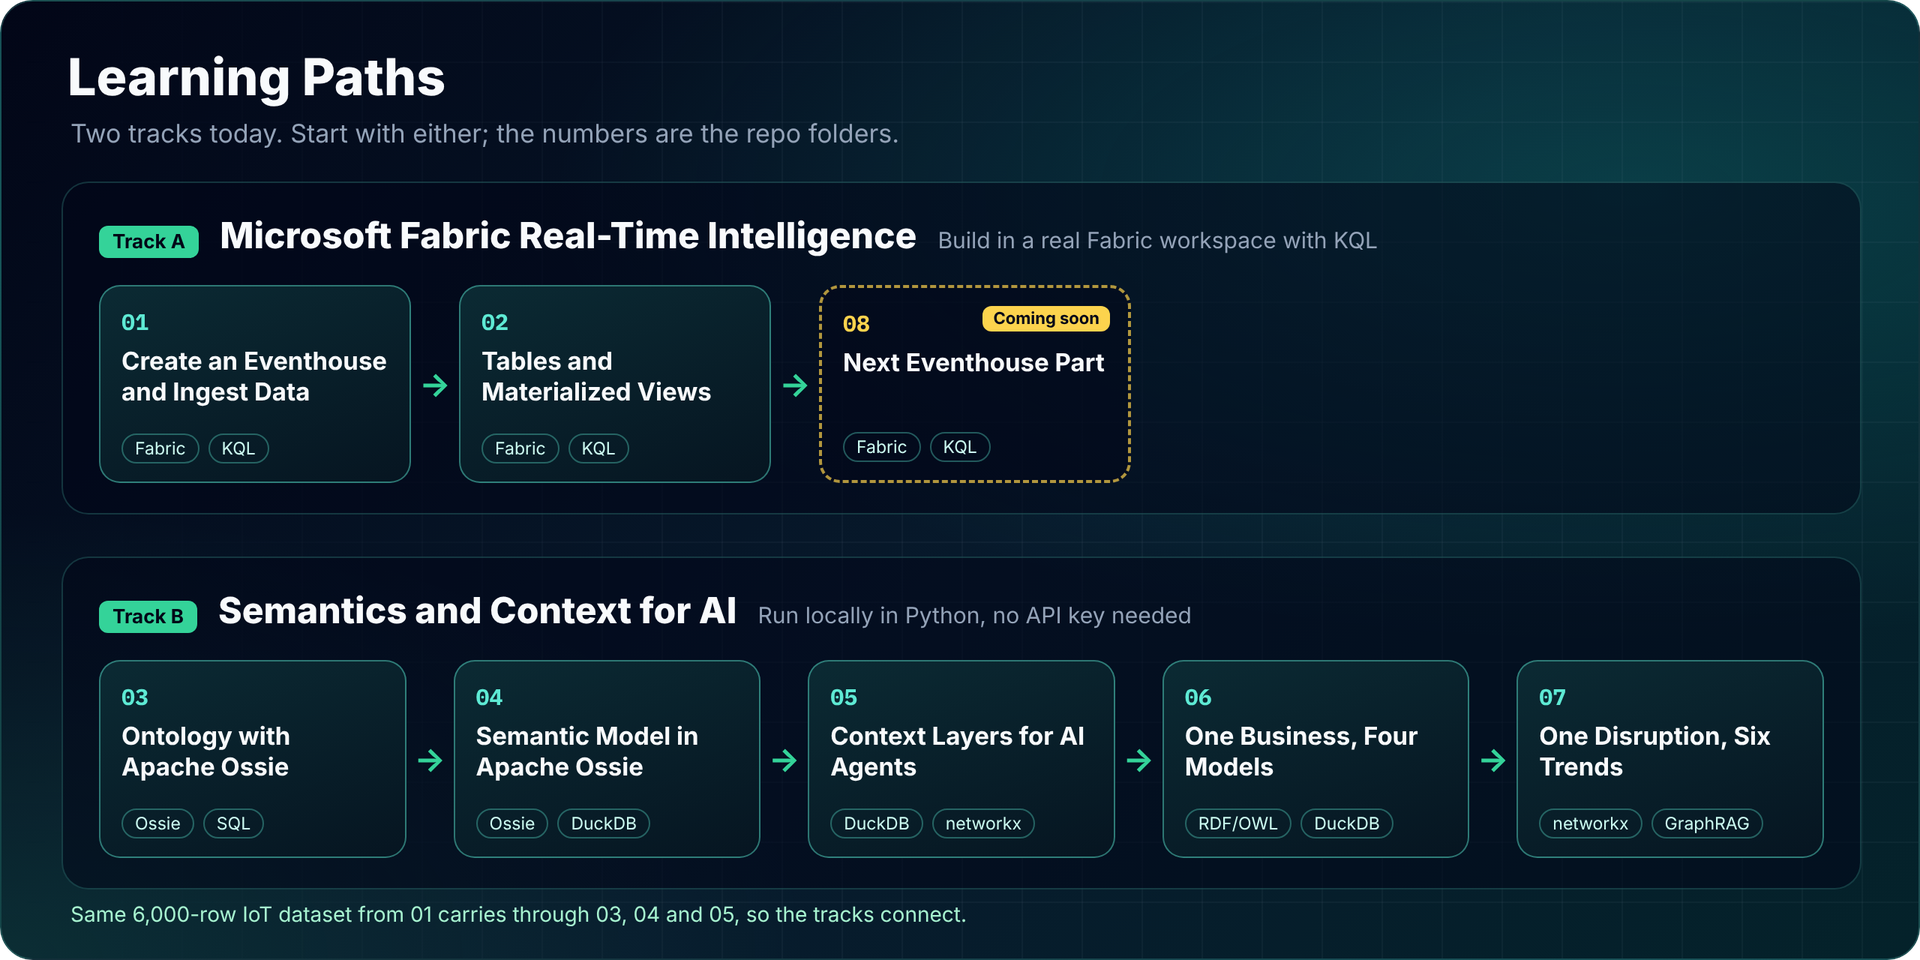 Learning Paths
Two tracks today. Start with either; the numbers are the repo folders.
Track A
Microsoft Fabric Real-Time Intelligence
Build in a real Fabric workspace with KQL
01
Create an Eventhouse
and Ingest Data
Fabric
KQL
→
02
Tables and
Materialized Views
Fabric
KQL
→
08
Coming soon
Next Eventhouse Part
Fabric
KQL
Track B
Semantics and Context for AI
Run locally in Python, no API key needed
03
Ontology with
Apache Ossie
Ossie
SQL
→
04
Semantic Model in
Apache Ossie
Ossie
DuckDB
→
05
Context Layers for AI
Agents
DuckDB
networkx
→
06
One Business, Four
Models
RDF/OWL
DuckDB
→
07
One Disruption, Six
Trends
networkx
GraphRAG
Same 6,000-row IoT dataset from 01 carries through 03, 04 and 05, so the tracks connect.